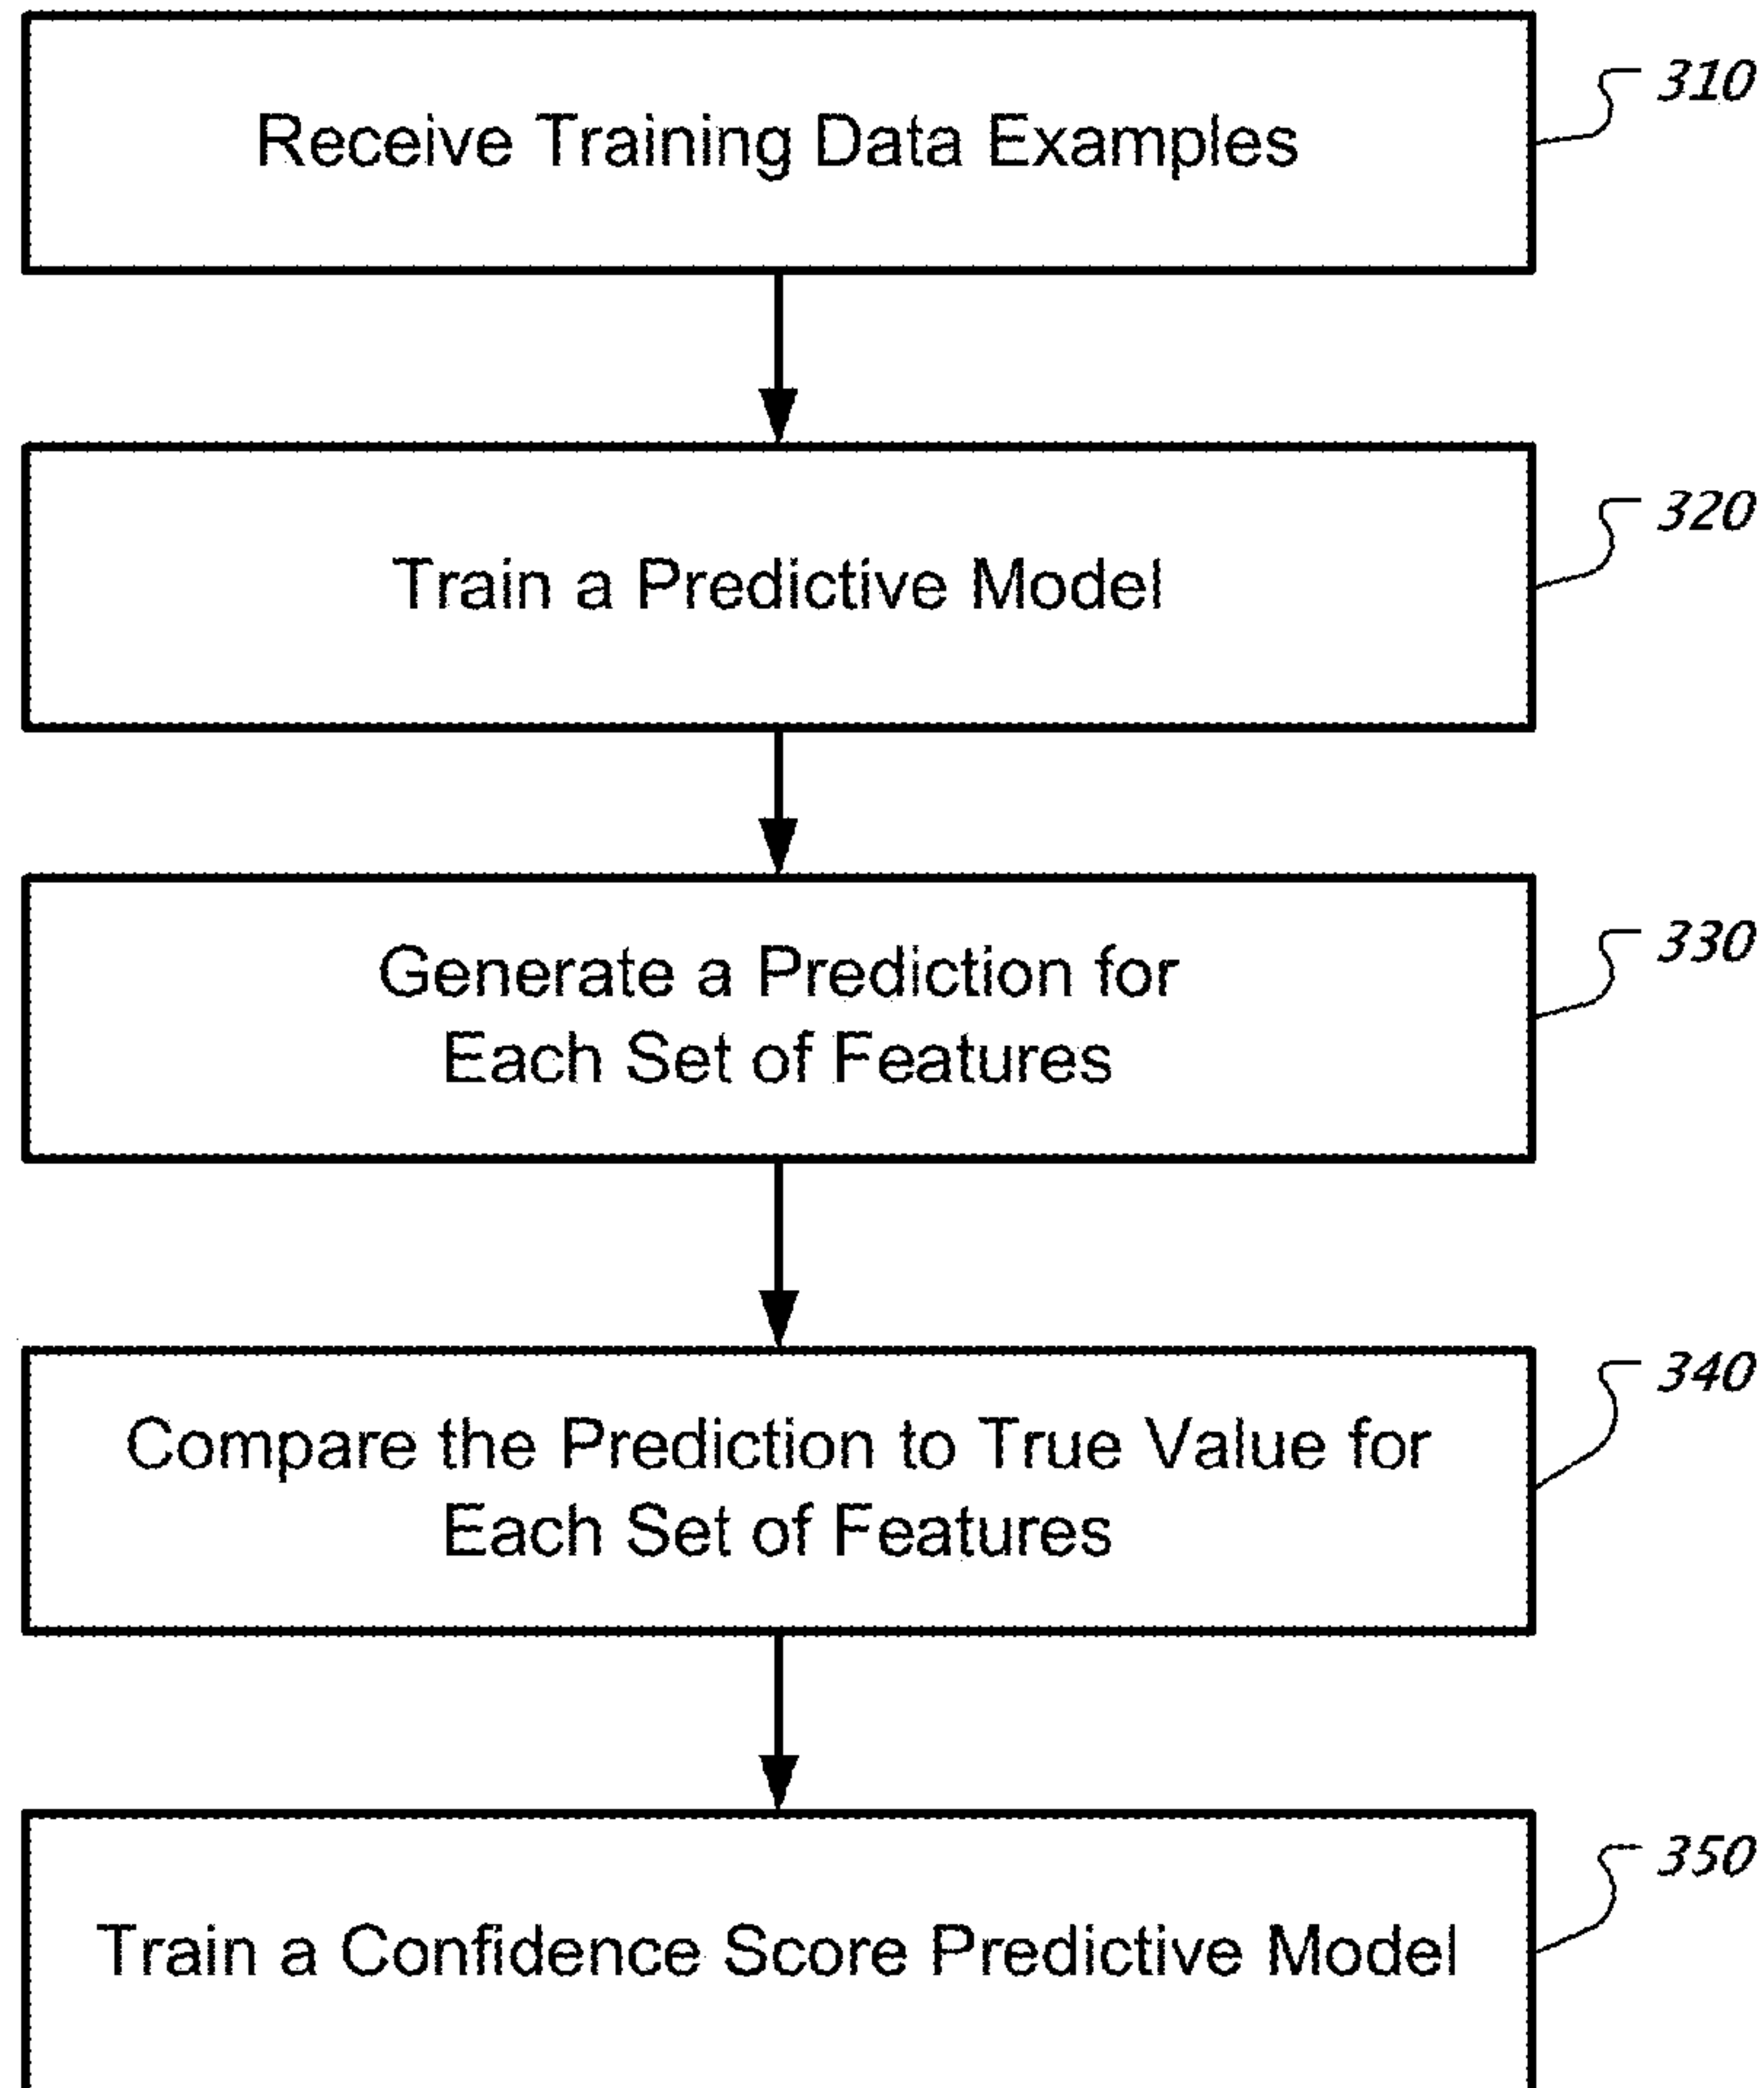 Receive Training Data Examples
310
Train a Predictive Model
320
Generate a Prediction for
Each Set of Features
330
Compare the Prediction to True Value for
Each Set of Features
340
Train a Confidence Score Predictive Model
350